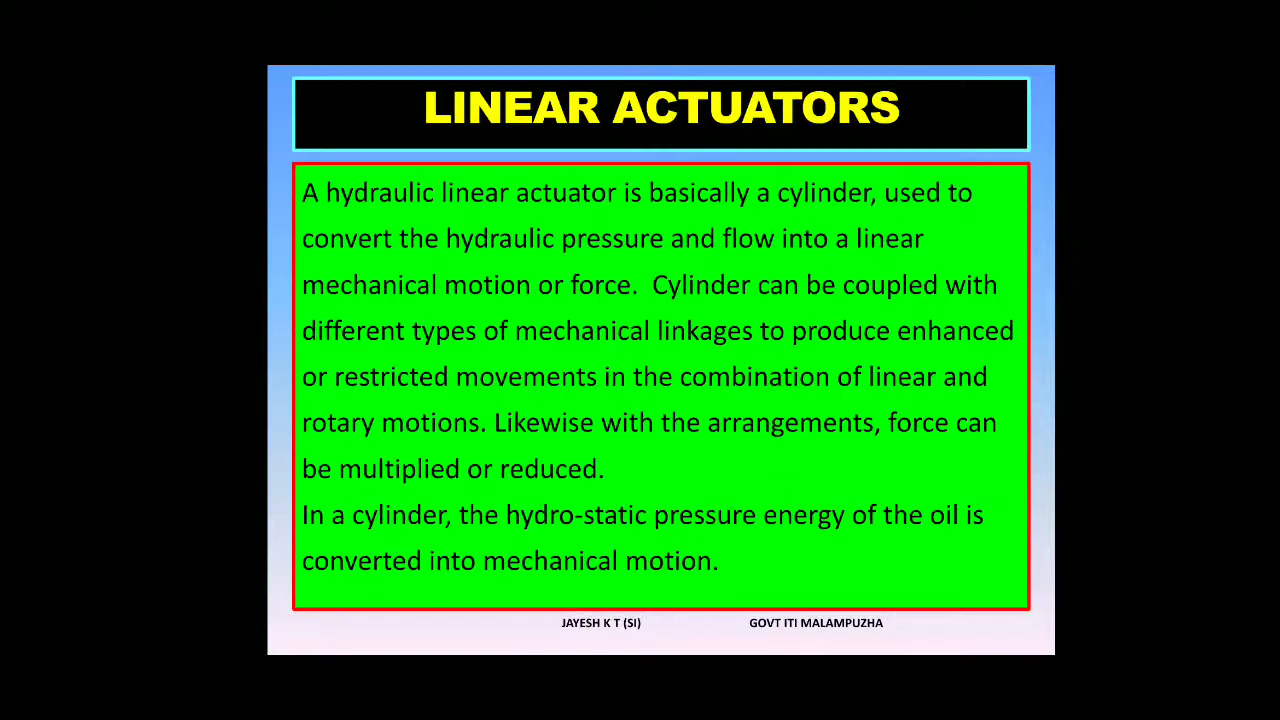 LINEAR ACTUATORS
A hydraulic linear actuator is basically a cylinder, used to
convert the hydraulic pressure and flow into a linear
mechanical motion or force.  Cylinder can be coupled with
different types of mechanical linkages to produce enhanced
or restricted movements in the combination of linear and
rotary motions. Likewise with the arrangements, force can
be multiplied or reduced.
In a cylinder, the hydro-static pressure energy of the oil is
converted into mechanical motion.
JAYESH K T (SI) GOVT ITI MALAMPUZHA